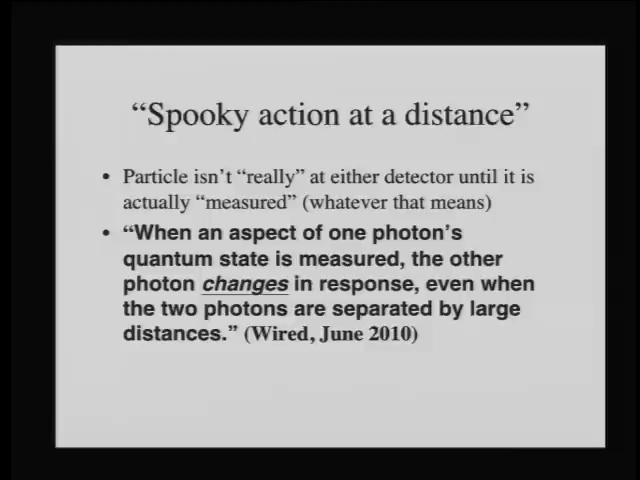 “Spooky action at a distance”
• Particle isn’t “really” at either detector until it is
actually “measured” (whatever that means)
• “When an aspect of one photon’s
quantum state is measured, the other
photon changes in response, even when
the two photons are separated by large
distances.” (Wired, June 2010)